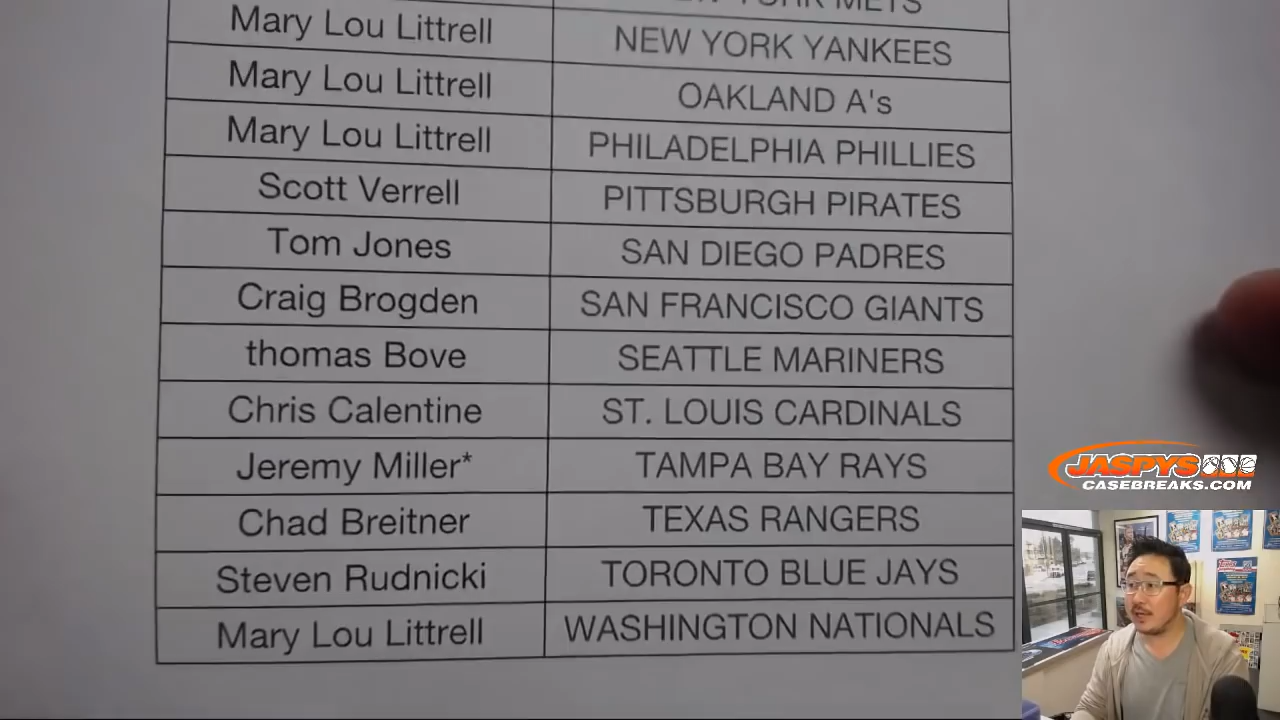 YORK METS
Mary Lou Littrell NEW YORK YANKEES
Mary Lou Littrell OAKLAND A's
Mary Lou Littrell PHILADELPHIA PHILLIES
Scott Verrell PITTSBURGH PIRATES
Tom Jones SAN DIEGO PADRES
Craig Brogden SAN FRANCISCO GIANTS
thomas Bove SEATTLE MARINERS
Chris Calentine ST. LOUIS CARDINALS
Jeremy Miller* TAMPA BAY RAYS
Chad Breitner TEXAS RANGERS
Steven Rudnicki TORONTO BLUE JAYS
Mary Lou Littrell WASHINGTON NATIONALS
JASPYS
CASEBREAKS.COM